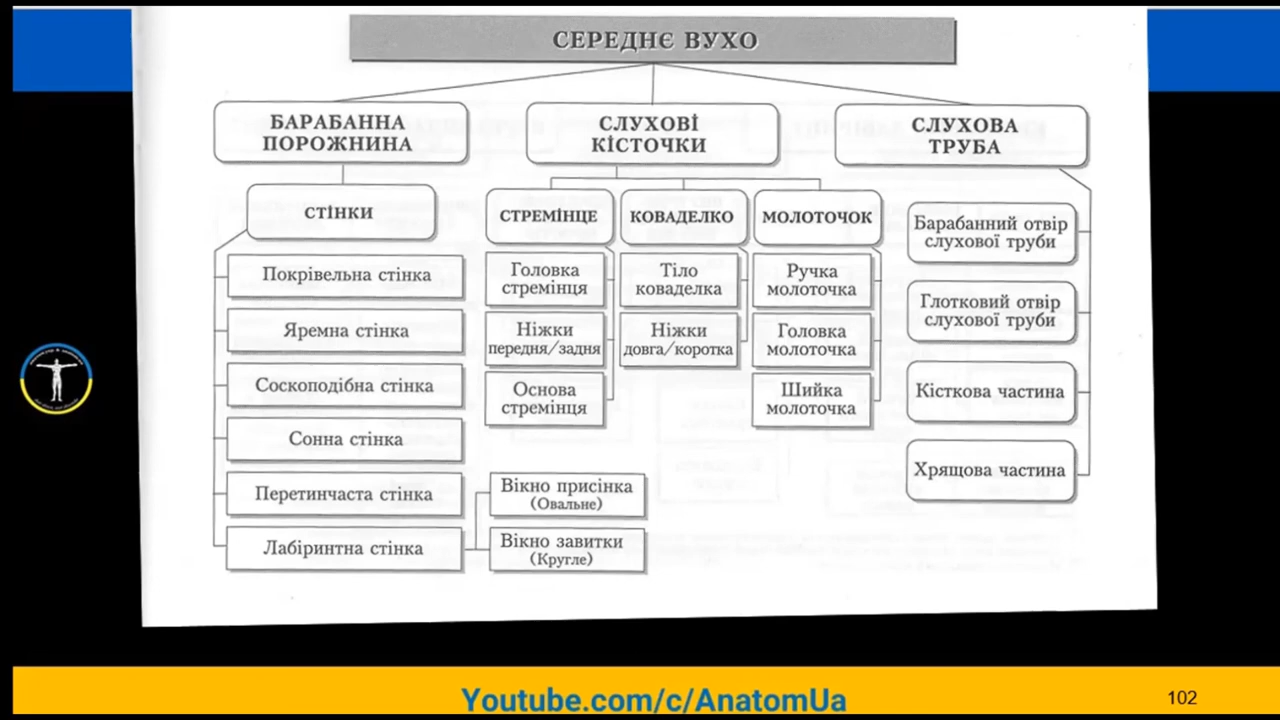 СЕРЕДНЄ ВУХО
БАРАБАННА
ПОРОЖНИНА
СТІНКИ
Покрівельна стінка
Яремна стінка
Соскоподібна стінка
Сонна стінка
Перетинчаста стінка
Лабіринтна стінка
Вікно присінка
(Овальне)
Вікно завитки
(Кругле)
СЛУХОВІ
КІСТОЧКИ
СТРЕМІНЦЕ
Головка
стремінця
Ніжки
передня/задня
Основа
стремінця
КОВАДЕЛКО
Тіло
коваделка
Ніжки
довга/коротка
МОЛОТОЧОК
Ручка
молоточка
Головка
молоточка
Шийка
молоточка
СЛУХОВА
ТРУБА
Барабанний отвір
слухової труби
Глотковий отвір
слухової труби
Кісткова частина
Хрящова частина
Youtube.com/c/AnatomUa
102